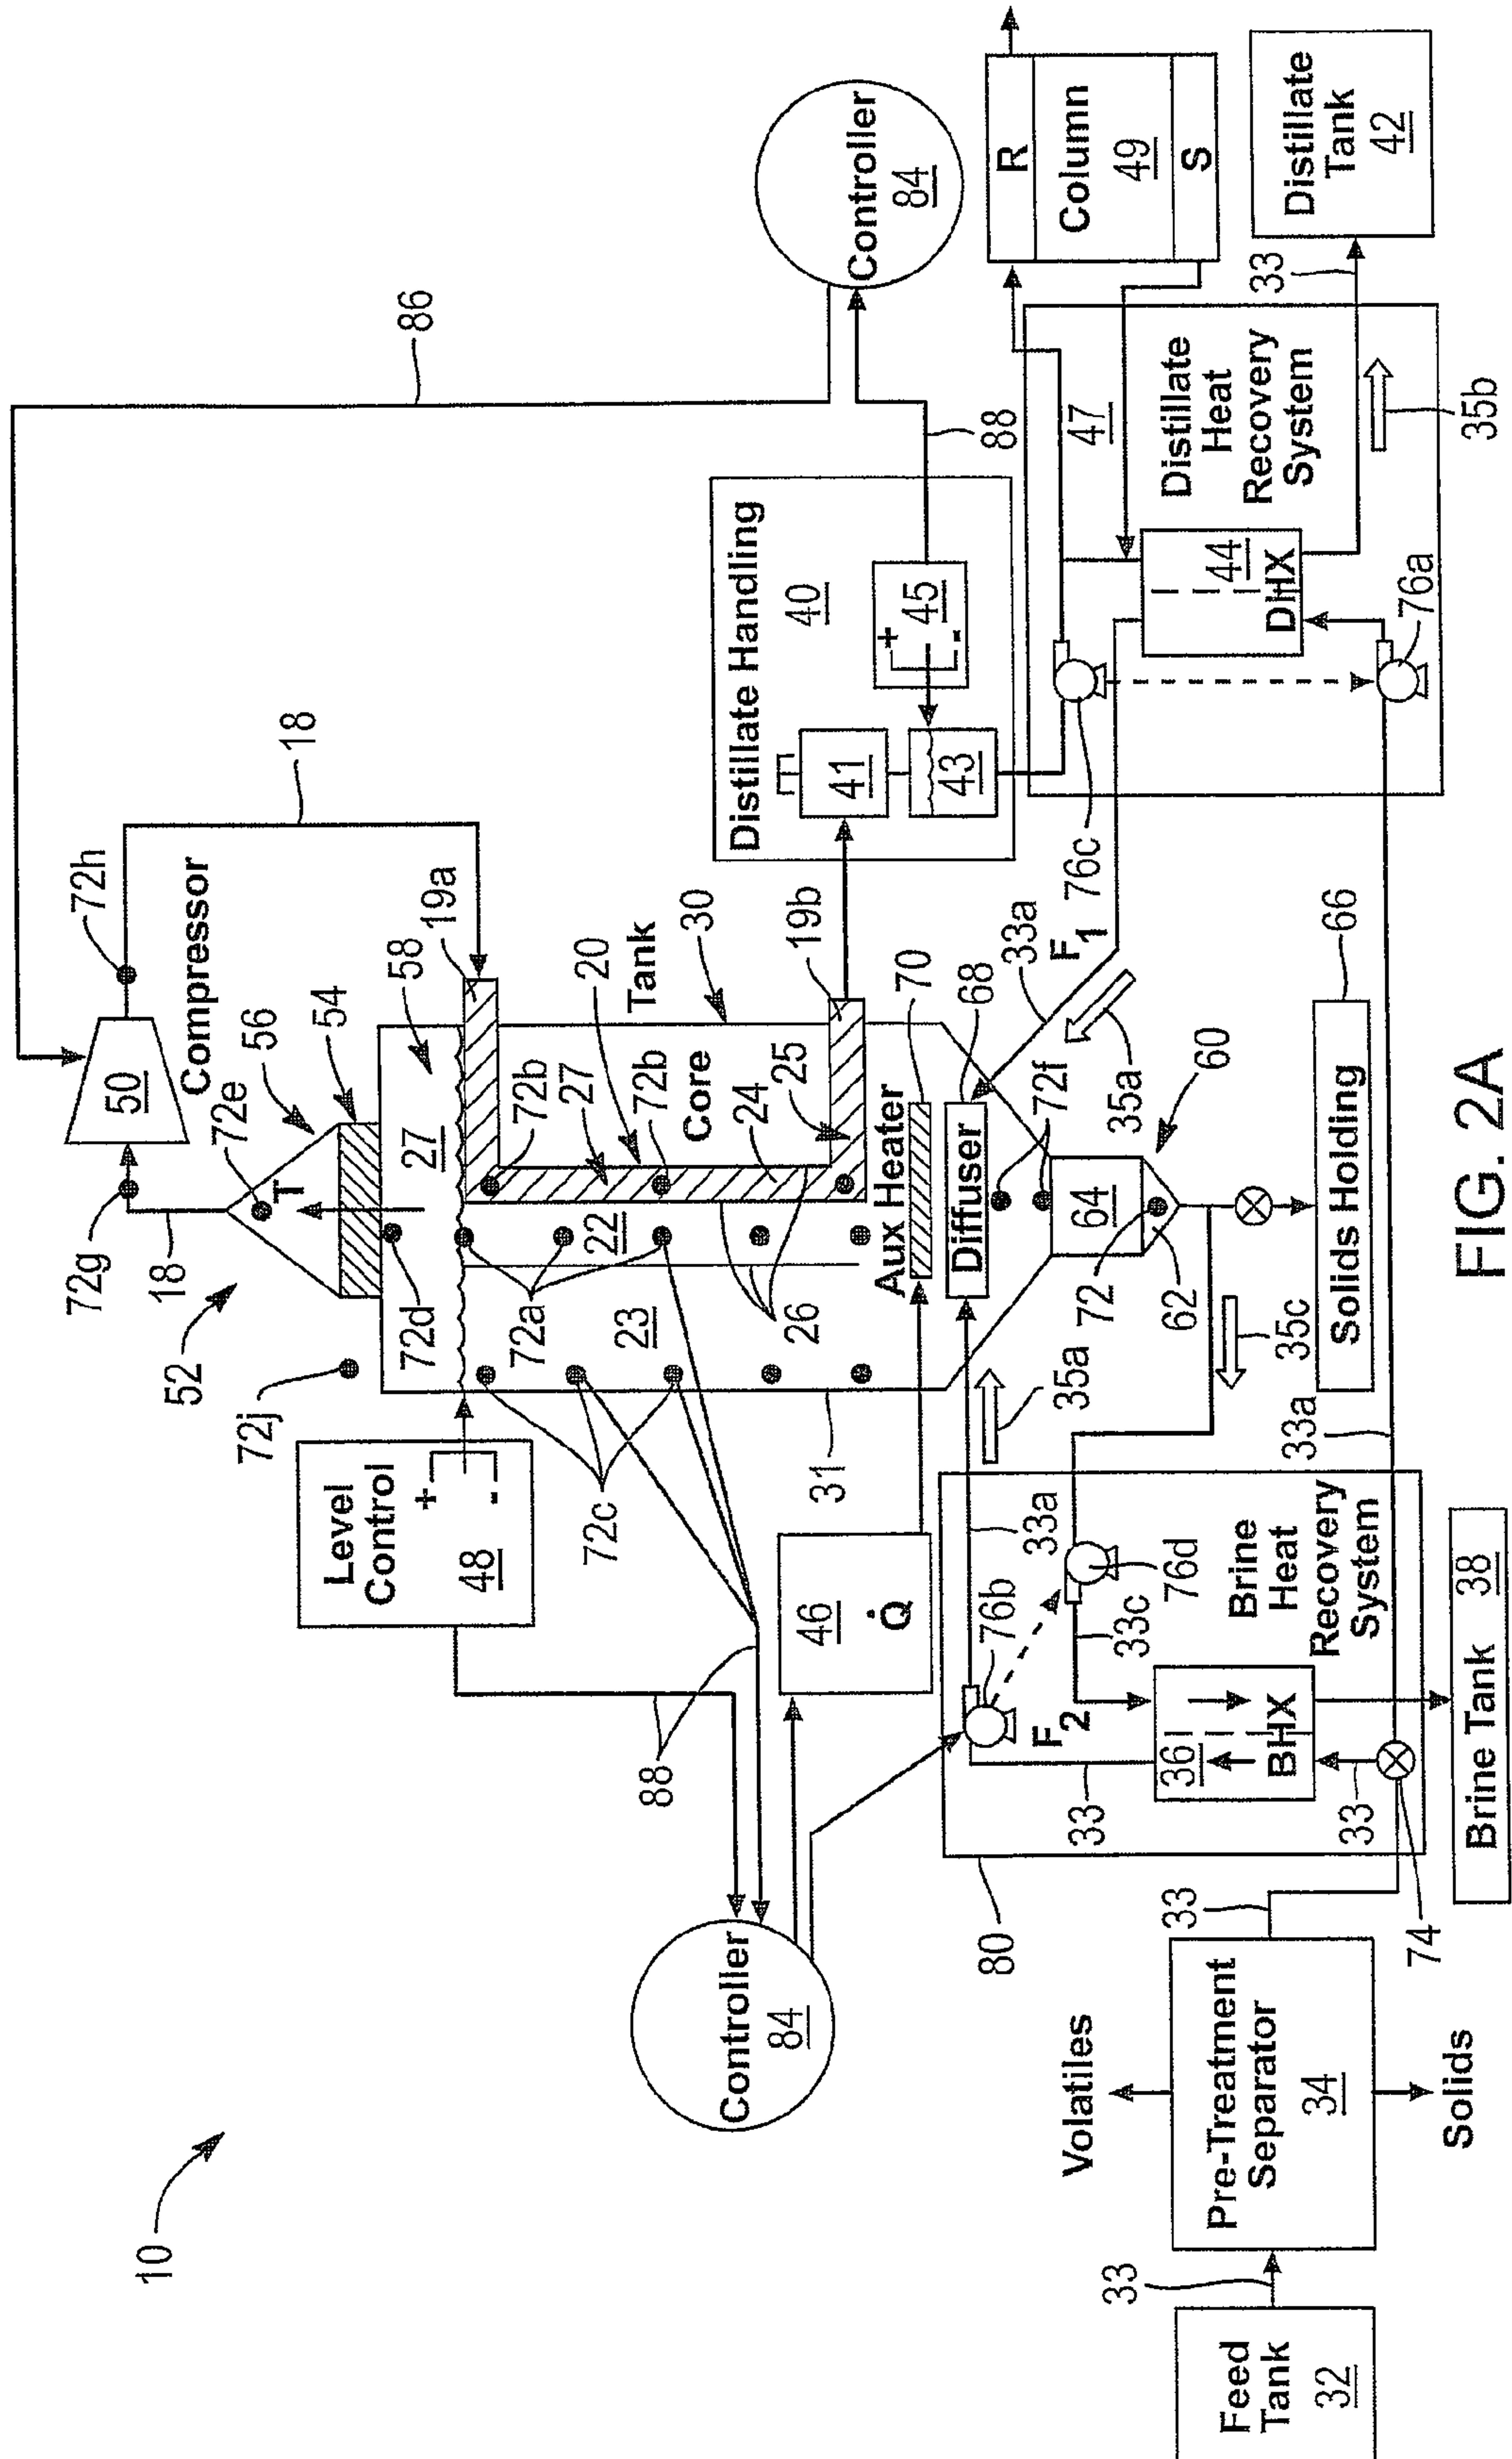 10
Feed
Tank
32
33
Pre-Treatment
Separator
34
Volatiles
Solids
33
74
80
Controller
84
88
Level
Control
48
+
-
46
Q̇
76b
F2
33
36
BHX
33
33a
33c
76d
Brine
Heat
Recovery
System
Brine Tank
38
35a
31
33a
35c
Solids Holding
66
52
72j
18
72g
72e
T
56
54
50
Compressor
72h
18
86
72d
27
58
19a
72a
22
23
72c
26
72b
27
20
72b
Core
24
25
Tank
30
19b
Aux Heater
70
Diffuser
68
72f
64
72
62
60
35a
33a
F1
Distillate Handling
40
41
43
45
+
-
88
Controller
84
76c
47
Distillate
Heat
Recovery
System
44
DHX
76a
35b
33
R
Column
49
S
Distillate
Tank
42
FIG. 2A